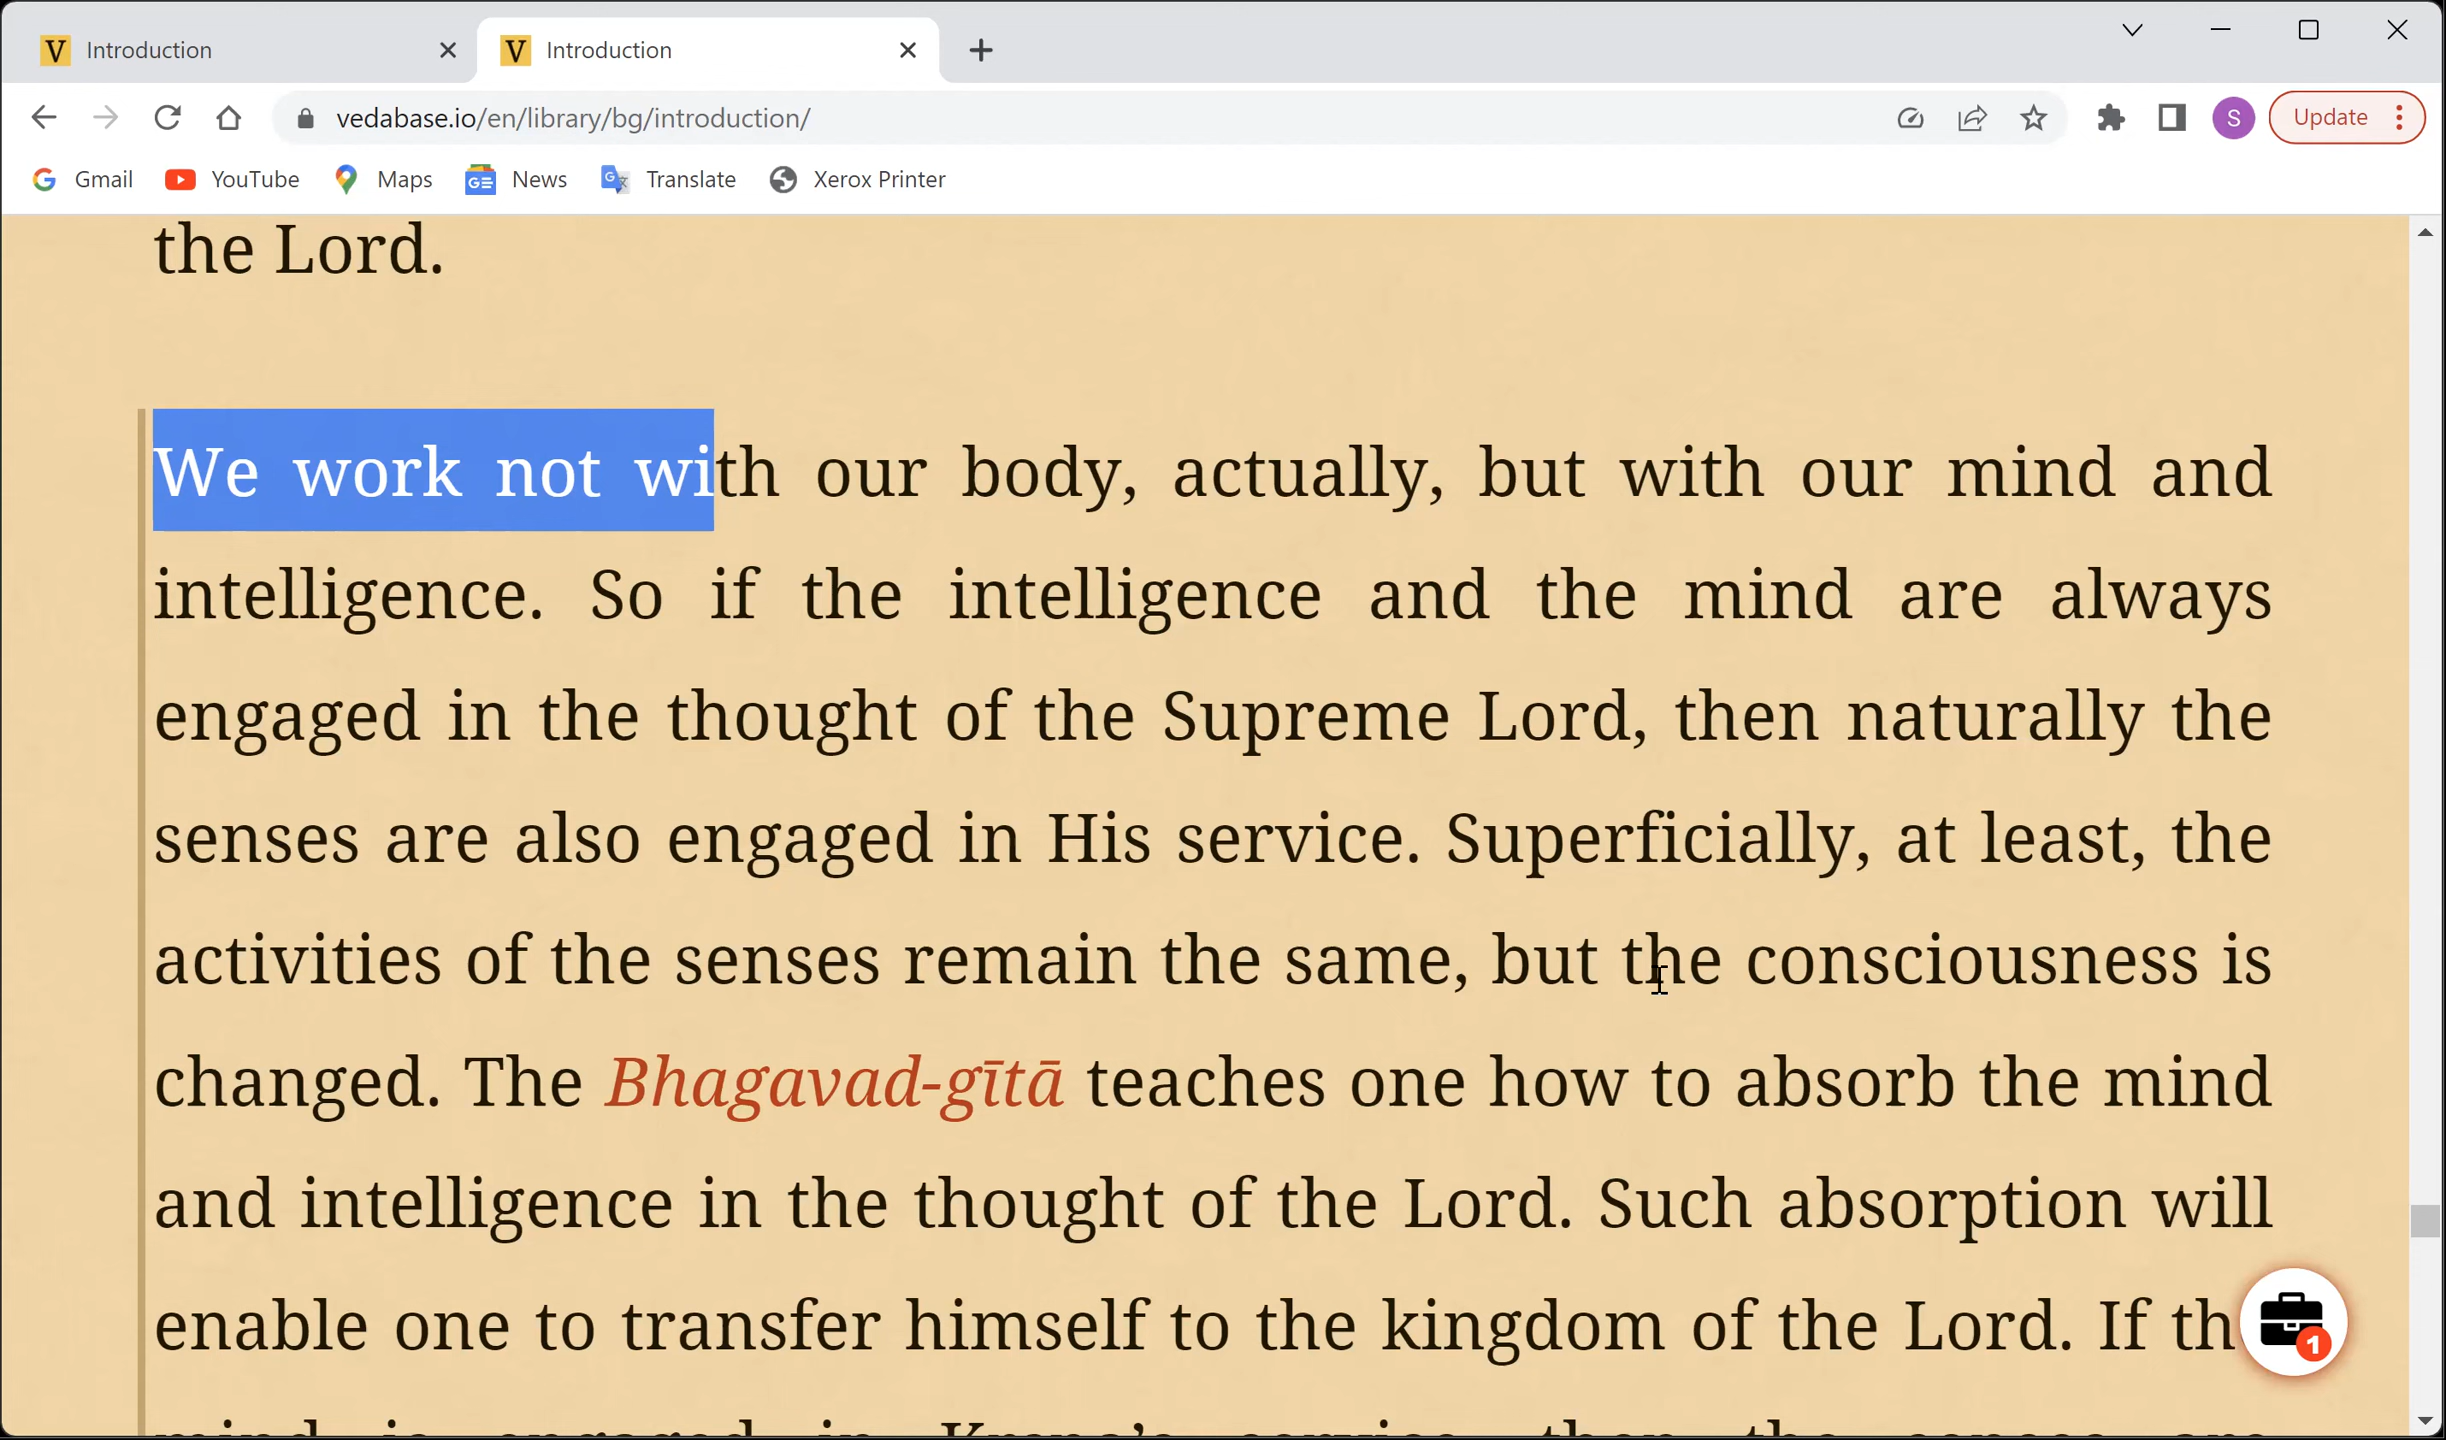 Introduction
Introduction
vedabase.io/en/library/bg/introduction/
S
Update
Gmail
YouTube
Maps
News
Translate
Xerox Printer
the Lord.
We work not with our body, actually, but with our mind and
intelligence. So if the intelligence and the mind are always
engaged in the thought of the Supreme Lord, then naturally the
senses are also engaged in His service. Superficially, at least, the
activities of the senses remain the same, but the consciousness is
changed. The Bhagavad-gītā teaches one how to absorb the mind
and intelligence in the thought of the Lord. Such absorption will
enable one to transfer himself to the kingdom of the Lord. If th
1